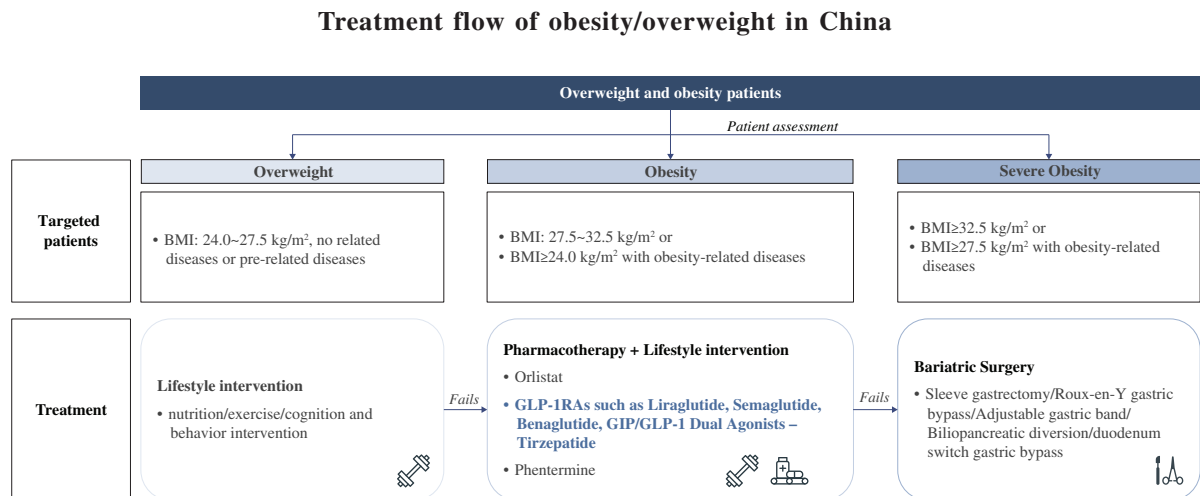 Treatment flow of obesity/overweight in China
Overweight and obesity patients
Patient assessment
Overweight
Obesity
Severe Obesity
Targeted
patients
• BMI: 24.0~27.5 kg/m², no related
diseases or pre-related diseases
• BMI: 27.5~32.5 kg/m² or
• BMI≥24.0 kg/m² with obesity-related diseases
• BMI≥32.5 kg/m² or
• BMI≥27.5 kg/m² with obesity-related
diseases
Treatment
Lifestyle intervention
• nutrition/exercise/cognition and
behavior intervention
Fails
Pharmacotherapy + Lifestyle intervention
• Orlistat
• GLP-1RAs such as Liraglutide, Semaglutide,
Benaglutide, GIP/GLP-1 Dual Agonists –
Tirzepatide
• Phentermine
Fails
Bariatric Surgery
• Sleeve gastrectomy/Roux-en-Y gastric
bypass/Adjustable gastric band/
Biliopancreatic diversion/duodenum
switch gastric bypass